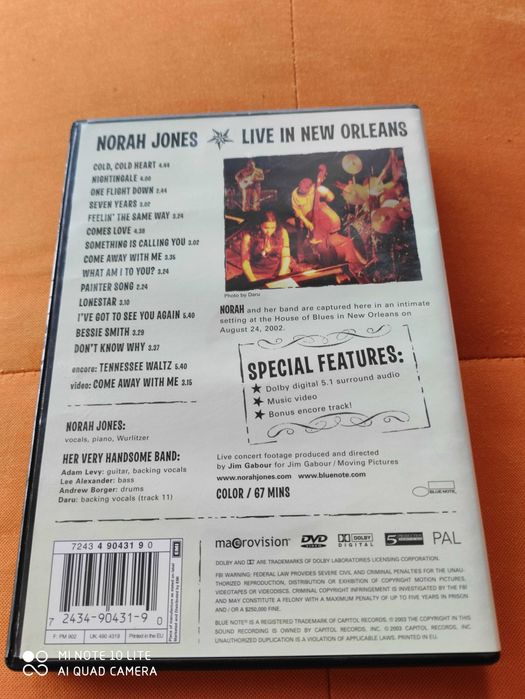 NORAH JONES ★ LIVE IN NEW ORLEANS
COLD, COLD HEART 4.44
NIGHTINGALE 4.00
ONE FLIGHT DOWN 2.44
SEVEN YEARS 3.02
FEELIN' THE SAME WAY 3.24
COMES LOVE 4.38
SOMETHING IS CALLING YOU 3.02
COME AWAY WITH ME 3.35
WHAT AM I TO YOU? 3.24
PAINTER SONG 2.24
LONESTAR 3.10
I'VE GOT TO SEE YOU AGAIN 5.40
BESSIE SMITH 3.29
DON'T KNOW WHY 3.37
encore: TENNESSEE WALTZ 5.40
video: COME AWAY WITH ME 3.15
NORAH JONES:
vocals, piano, Wurlitzer
HER VERY HANDSOME BAND:
Adam Levy: guitar, backing vocals
Lee Alexander: bass
Andrew Borger: drums
Daru: backing vocals (track 11)
Photo by Daru
NORAH and her band are captured here in an intimate
setting at the House of Blues in New Orleans on
August 24, 2002.
SPECIAL FEATURES:
★ Dolby digital 5.1 surround audio
★ Music video
★ Bonus encore track!
Live concert footage produced and directed
by Jim Gabour for Jim Gabour / Moving Pictures
www.norahjones.com www.bluenote.com
COLOR / 67 MINS
BLUE NOTE
macrovision DVD VIDEO DOLBY DIGITAL 5 PAL
DOLBY AND ARE TRADEMARKS OF DOLBY LABORATORIES LICENSING CORPORATION.
FBI WARNING: FEDERAL LAW PROVIDES SEVERE CIVIL AND CRIMINAL PENALTIES FOR THE UNAU-
THORIZED REPRODUCTION, DISTRIBUTION OR EXHIBITION OF COPYRIGHT MOTION PICTURES,
VIDEOTAPES OR VIDEODISCS. CRIMINAL COPYRIGHT INFRINGEMENT IS INVESTIGATED BY THE FBI
AND MAY CONSTITUTE A FELONY WITH A MAXIMUM PENALTY OF UP TO FIVE YEARS IN PRISON
AND / OR A $250,000 FINE.
BLUE NOTE® IS A REGISTERED TRADEMARK OF CAPITOL RECORDS, INC. ℗ 2003 THE COPYRIGHT IN THIS
SOUND RECORDING IS OWNED BY CAPITOL RECORDS, INC. © 2003 CAPITOL RECORDS, INC. UNAUTHORIZED
DUPLICATION IS A VIOLATION OF APPLICABLE LAWS. PRINTED IN EU.
7243 4 90431 9 0
7 2434-90431-9 0
EMI
F: PM 902 UK: 490 4319 Printed in the EU
MI NOTE 10 LITE
AI QUAD CAMERA